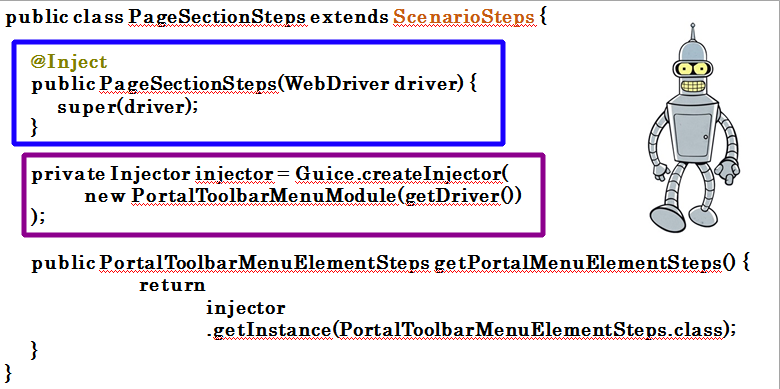 public class PageSectionSteps extends ScenarioSteps {
@Inject
public PageSectionSteps(WebDriver driver) {
super(driver);
}
private Injector injector = Guice.createInjector(
new PortalToolbarMenuModule(getDriver())
);
public PortalToolbarMenuElementSteps getPortalMenuElementSteps() {
return
injector
.getInstance(PortalToolbarMenuElementSteps.class);
}
}